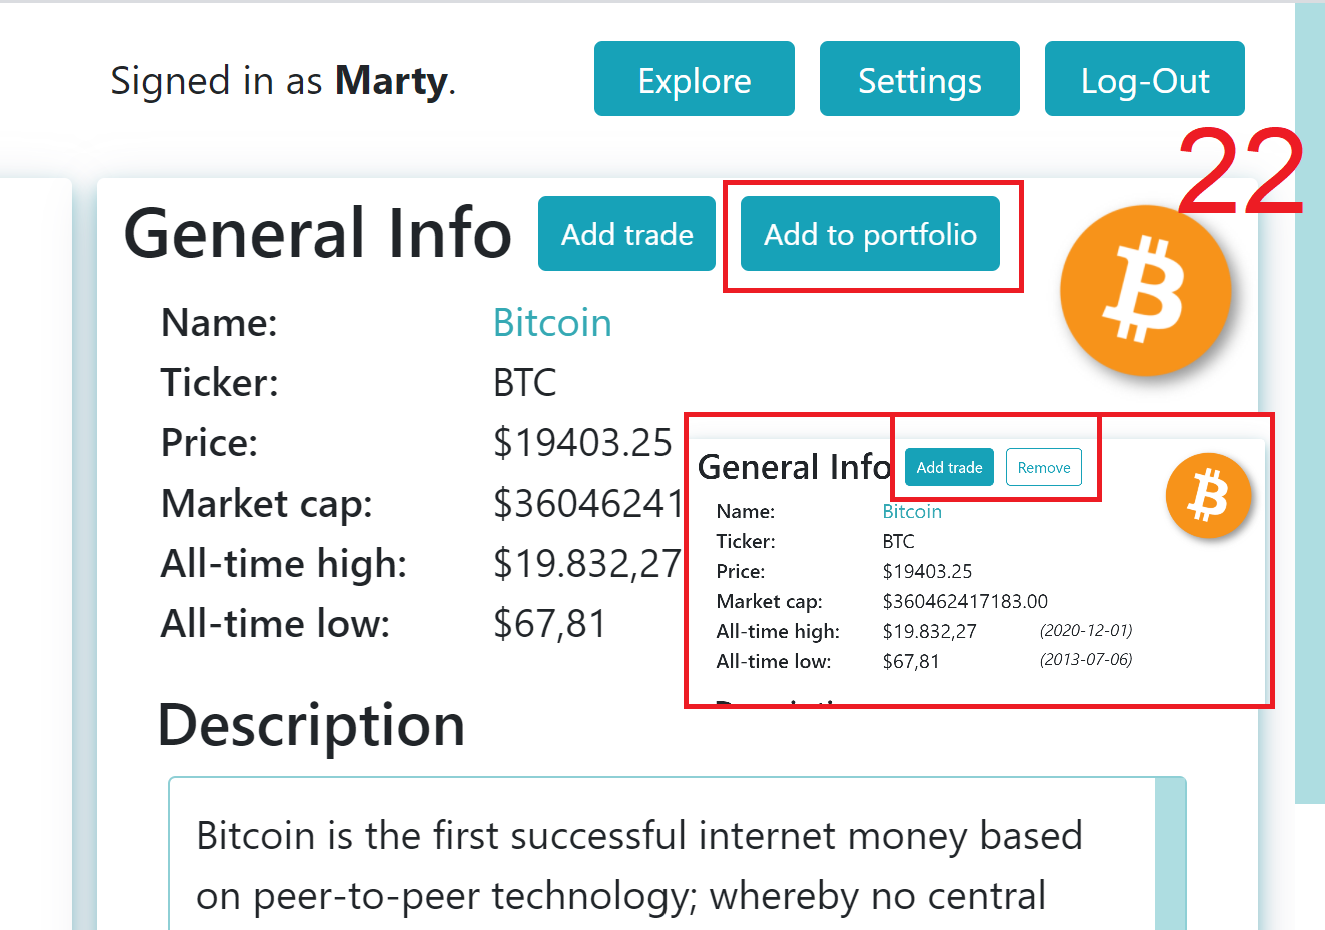 Signed in as Marty.
Explore
Settings
Log-Out
22
General Info
Add trade
Add to portfolio
Name: Bitcoin
Ticker: BTC
Price: $19403.25
Market cap: $36046241
All-time high: $19.832,27
All-time low: $67,81
General Info
Add trade
Remove
Name: Bitcoin
Ticker: BTC
Price: $19403.25
Market cap: $360462417183.00
All-time high: $19.832,27 (2020-12-01)
All-time low: $67,81 (2013-07-06)
Description
Bitcoin is the first successful internet money based
on peer-to-peer technology; whereby no central